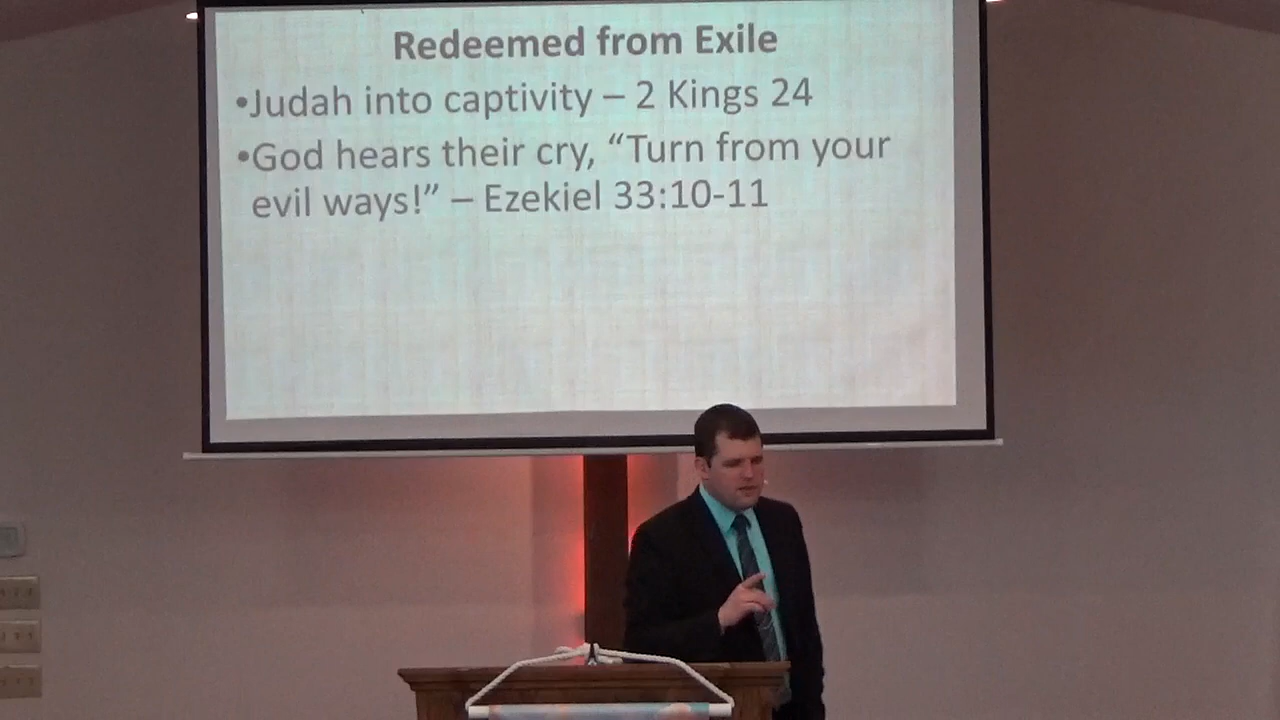 Redeemed from Exile
•Judah into captivity – 2 Kings 24
•God hears their cry, “Turn from your
evil ways!” – Ezekiel 33:10-11